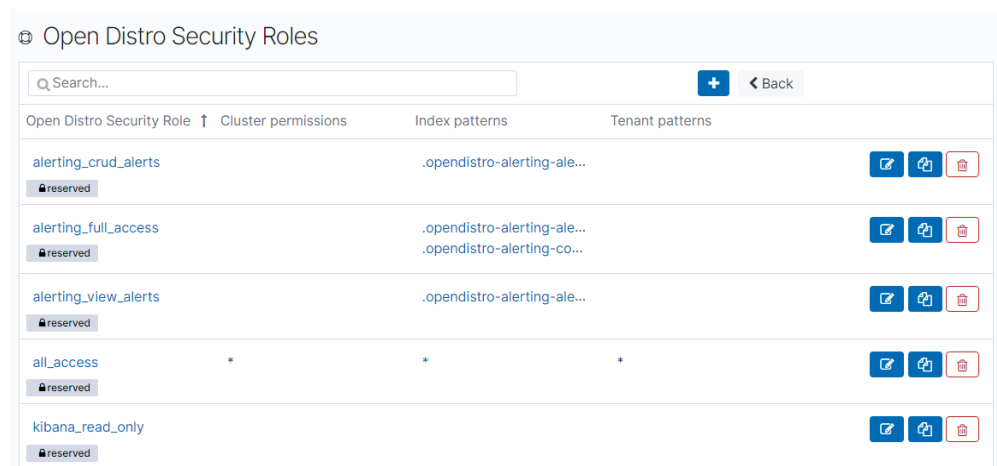 Open Distro Security Roles
Search...
+ Back
Open Distro Security Role ↑ Cluster permissions Index patterns Tenant patterns
alerting_crud_alerts .opendistro-alerting-ale...
reserved
alerting_full_access .opendistro-alerting-ale...
.opendistro-alerting-co...
reserved
alerting_view_alerts .opendistro-alerting-ale...
reserved
all_access * * *
reserved
kibana_read_only
reserved